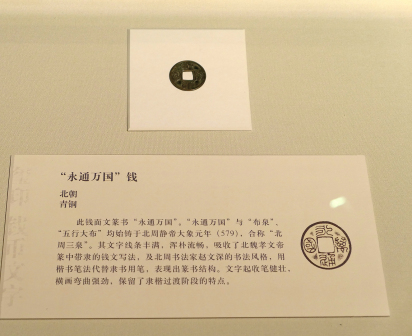 “永通万国”钱
北朝
青铜
此钱面文篆书“永通万国”。“永通万国”与“布泉”、
“五行大布”均始铸于北周静帝大象元年（579），合称“北
周三泉”。其文字线条丰满，浑朴流畅，吸收了北魏孝文帝
篆中带隶的钱文写法，及北周书法家赵文深的书法风格，用
楷书笔法代替隶书用笔，表现出篆书结构。文字起收笔健壮，
横画弯曲强劲，保留了隶楷过渡阶段的特点。